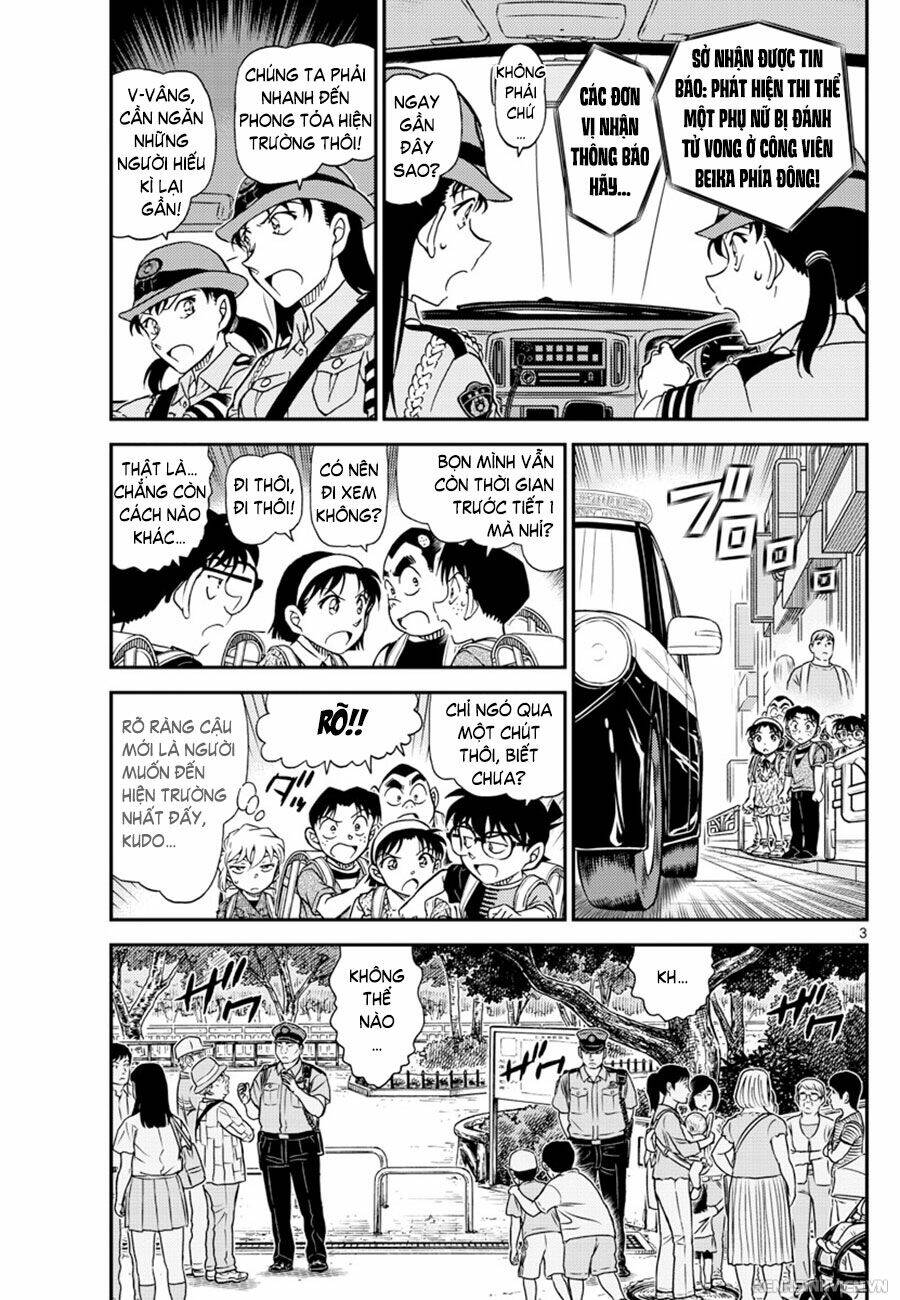 SỞ NHẬN ĐƯỢC TIN
BÁO: PHÁT HIỆN THI THỂ
MỘT PHỤ NỮ BỊ ĐÁNH
TỬ VONG Ở CÔNG VIÊN
BEIKA PHÍA ĐÔNG!
CÁC ĐƠN
VỊ NHẬN
THÔNG BÁO
HÃY...
KHÔNG
PHẢI
CHỨ
...
NGAY
GẦN
ĐÂY
SAO?
CHÚNG TA PHẢI
NHANH ĐẾN
PHONG TỎA HIỆN
TRƯỜNG THÔI!
V-VÂNG,
CẦN NGĂN
NHỮNG
NGƯỜI HIẾU
KÌ LẠI
GẦN!
ブロロ
BỌN MÌNH VẪN
CÒN THỜI GIAN
TRƯỚC TIẾT 1
MÀ NHỈ?
CÓ NÊN
ĐI XEM
KHÔNG?
ĐI THÔI,
ĐI THÔI!
THẬT LÀ...
CHẲNG CÒN
CÁCH NÀO
KHÁC...
CHỈ NGÓ QUA
MỘT CHÚT
THÔI, BIẾT
CHƯA?
RÕ!!
RÕ RÀNG CẬU
MỚI LÀ NGƯỜI
MUỐN ĐẾN
HIỆN TRƯỜNG
NHẤT ĐẤY,
KUDO...
3
KH...
KHÔNG
THỂ
NÀO
...